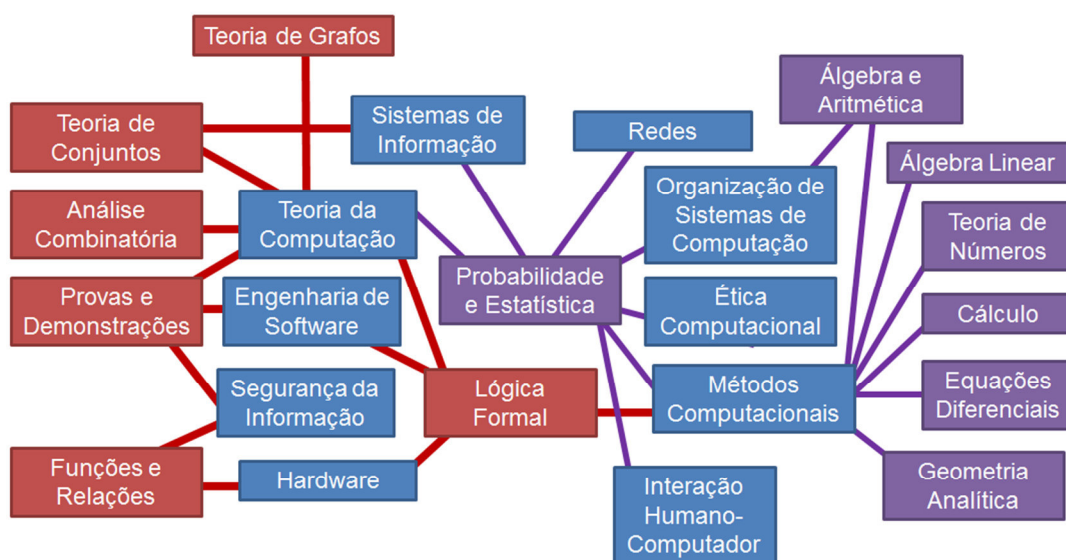 Teoria de Grafos
Teoria de
Conjuntos
Sistemas de
Informação
Redes
Álgebra e
Aritmética
Álgebra Linear
Análise
Combinatória
Teoria da
Computação
Organização de
Sistemas de
Computação
Teoria de
Números
Probabilidade
e Estatística
Provas e
Demonstrações
Engenharia de
Software
Ética
Computacional
Cálculo
Segurança da
Informação
Lógica
Formal
Métodos
Computacionais
Equações
Diferenciais
Funções e
Relações
Hardware
Interação
Humano-
Computador
Geometria
Analítica